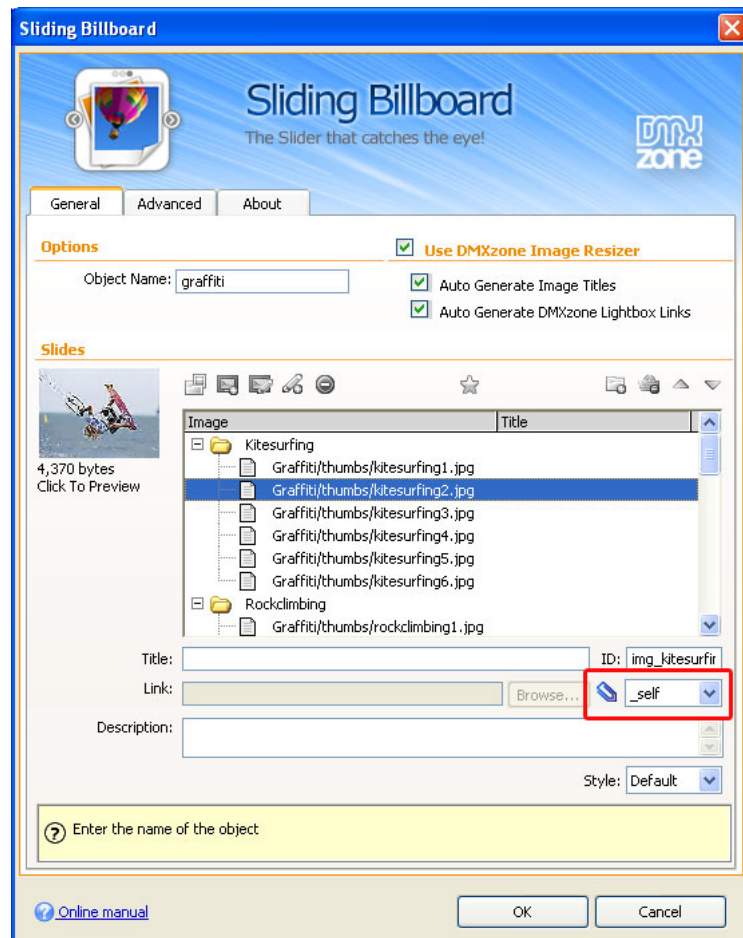 Sliding Billboard
Sliding Billboard
The Slider that catches the eye!
DMX
zone
General Advanced About
Options
Use DMXzone Image Resizer
Object Name: graffiti
Auto Generate Image Titles
Auto Generate DMXzone Lightbox Links
Slides
Image Title
Kitesurfing
4,370 bytes
Click To Preview
Graffiti/thumbs/kitesurfing1.jpg
Graffiti/thumbs/kitesurfing2.jpg
Graffiti/thumbs/kitesurfing3.jpg
Graffiti/thumbs/kitesurfing4.jpg
Graffiti/thumbs/kitesurfing5.jpg
Graffiti/thumbs/kitesurfing6.jpg
Rockclimbing
Graffiti/thumbs/rockclimbing1.jpg
Title: ID: img_kitesurfir
Link: Browse... _self
Description:
Style: Default
? Enter the name of the object
? Online manual OK Cancel